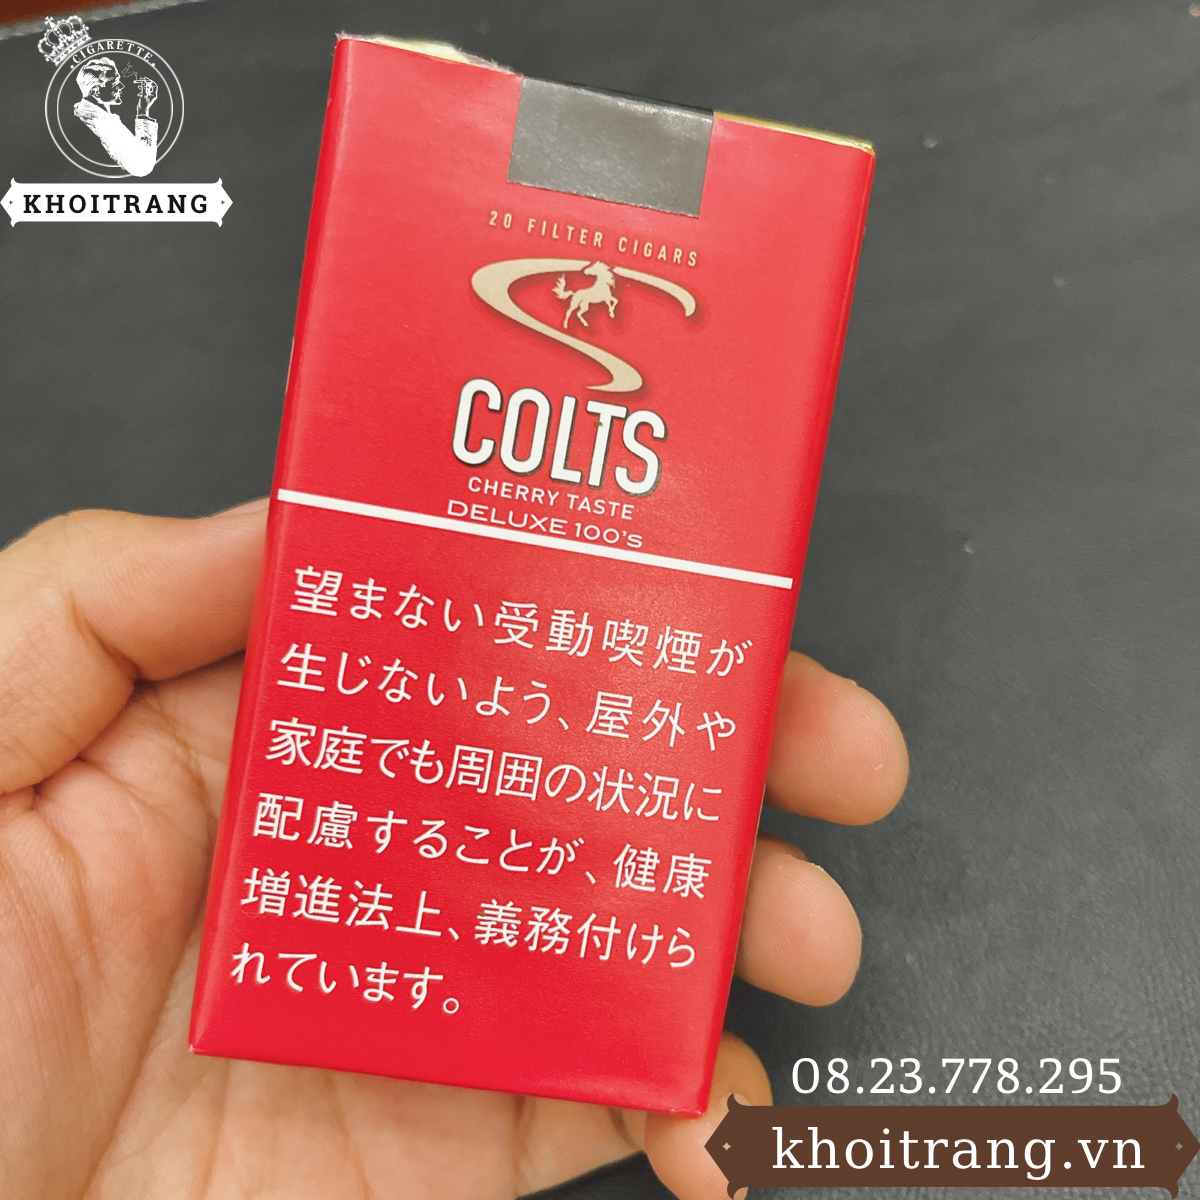 CIGARETTE
KHOITRANG
20 FILTER CIGARS
COLTS
CHERRY TASTE
DELUXE 100's
望まない受動喫煙が
生じないよう、屋外や
家庭でも周囲の状況に
配慮することが、健康
増進法上、義務付けら
れています。
08.23.778.295
khoitrang.vn